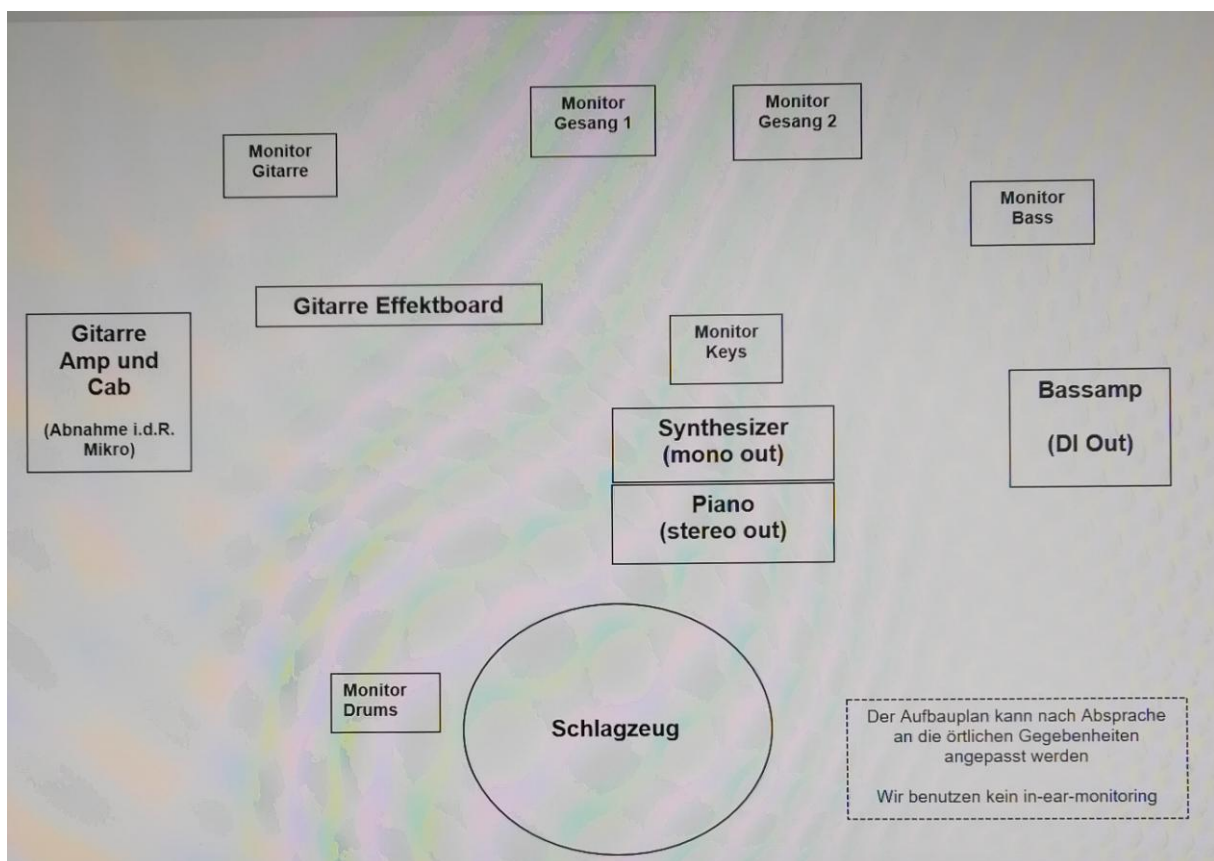 Monitor
Gesang 1
Monitor
Gesang 2
Monitor
Gitarre
Monitor
Bass
Gitarre Effektboard
Gitarre
Amp und
Cab
(Abnahme i.d.R.
Mikro)
Monitor
Keys
Bassamp
(DI Out)
Synthesizer
(mono out)
Piano
(stereo out)
Monitor
Drums
Schlagzeug
Der Aufbauplan kann nach Absprache
an die örtlichen Gegebenheiten
angepasst werden
Wir benutzen kein in-ear-monitoring